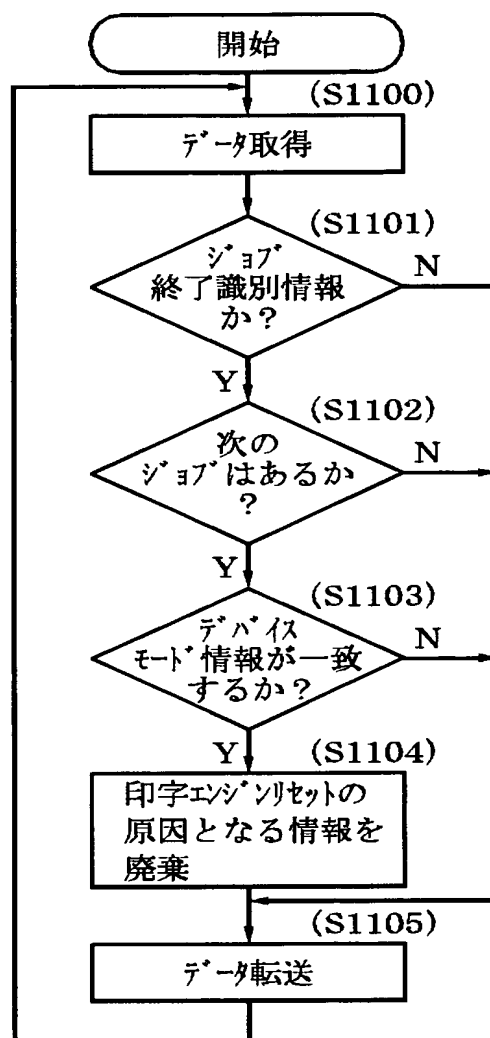 開始
(S1100)
データ取得
(S1101)
ジョブ
終了識別情報
か?
N
Y
(S1102)
次の
ジョブはあるか
?
N
Y
(S1103)
デバイス
モード情報が一致
するか?
N
Y
(S1104)
印字エンジンリセットの
原因となる情報を
廃棄
(S1105)
データ転送